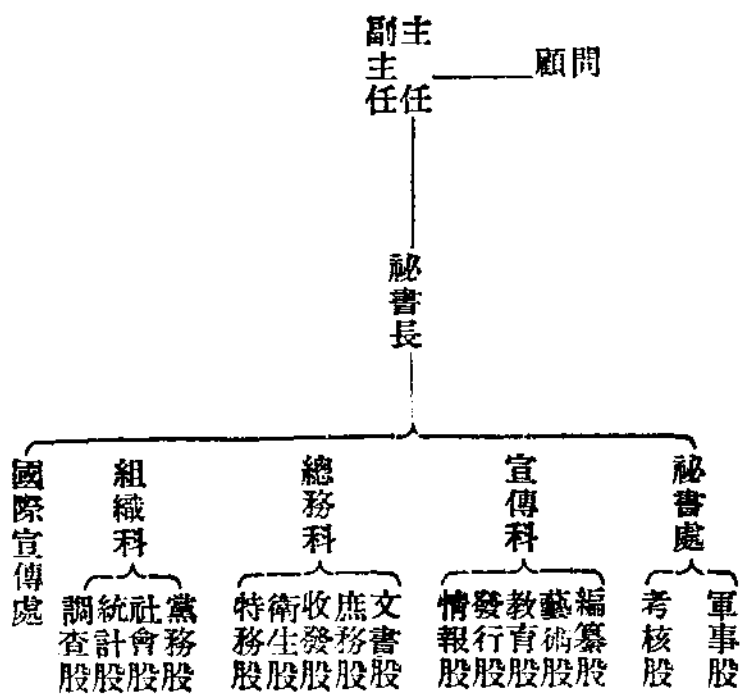 主任
副主任
顧問
祕書長
祕書處
宣傳科
總務科
組織科
國際宣傳處
軍事股
考核股
編纂股
藝術股
教育股
發行股
情報股
文書股
庶務股
收發股
衛生股
特務股
黨務股
社會股
統計股
調查股